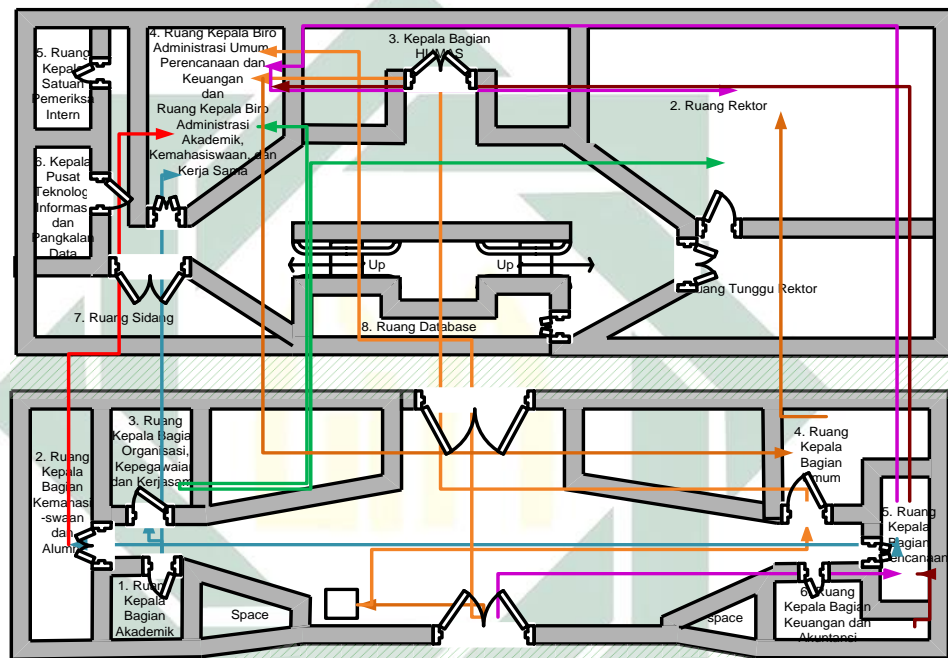 5. Ruang
Kepala
Satuan
Pemeriksa
Intern
4. Ruang Kepala Biro
Administrasi Umum
Perencanaan dan
Keuangan
dan
Ruang Kepala Biro
Administrasi
Akademik,
Kemahasiswaan, dan
Kerja Sama
3. Kepala Bagian
HUMAS
2. Ruang Rektor
6. Kepala
Pusat
Teknologi
Informasi
dan
Pangkalan
Data
Up
Up
Ruang Tunggu Rektor
7. Ruang Sidang
8. Ruang Database
2. Ruang
Kepala
Bagian
Kemahasi
-swaan
dan
Alumni
3. Ruang
Kepala Bagian
Organisasi,
Kepegawaian
dan Kerjasama
4. Ruang
Kepala
Bagian
Umum
5. Ruang
Kepala
Bagian
Perencanaan
1. Ruang
Kepala
Bagian
Akademik
Space
space
6. Ruang
Kepala Bagian
Keuangan dan
Akuntansi